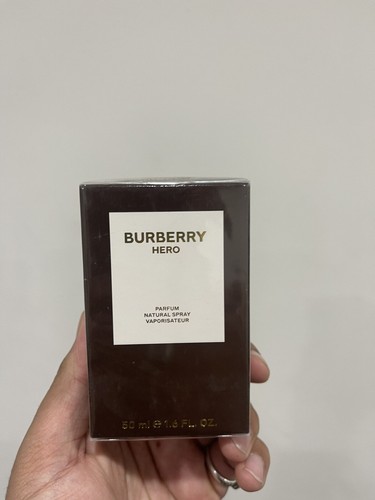 BURBERRY
HERO
PARFUM
NATURAL SPRAY
VAPORISATEUR
50 ml ℮ 1.6 FL. OZ.